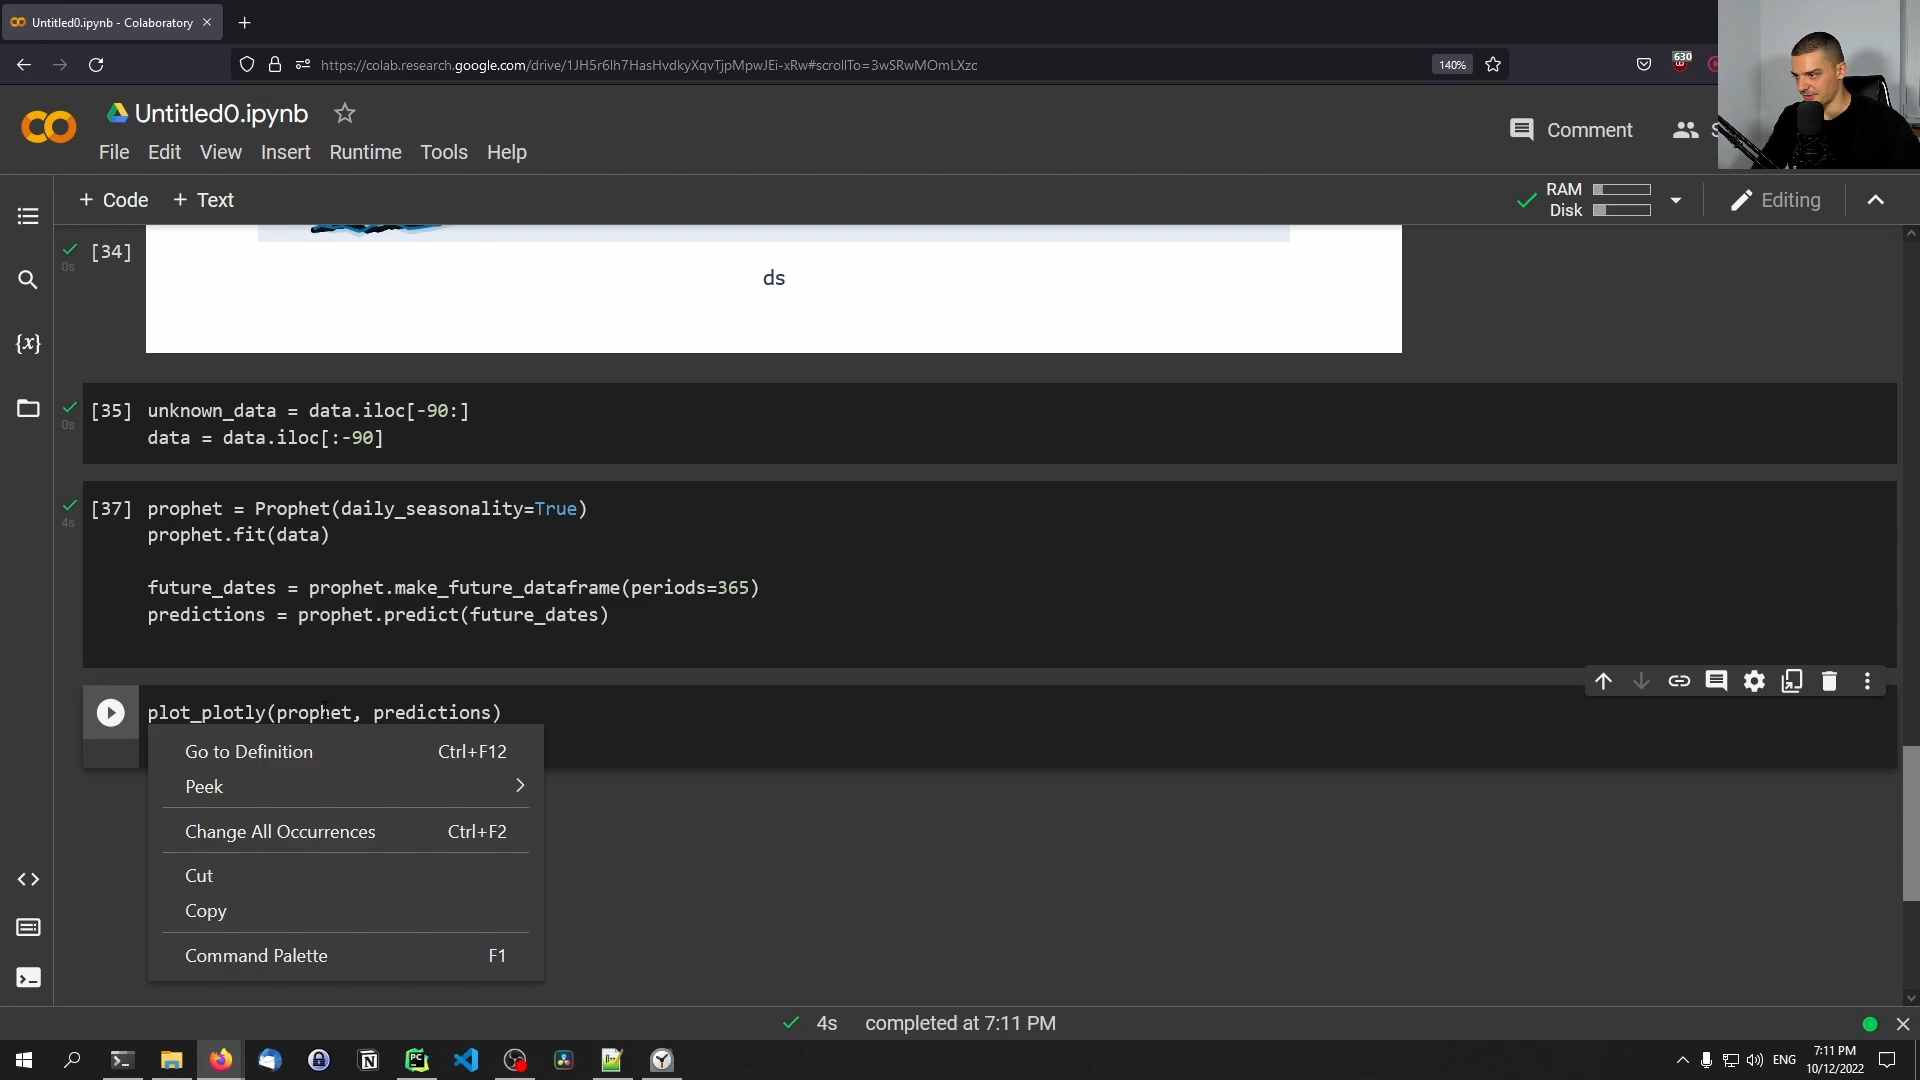 Untitled0.ipynb - Colaboratory
https://colab.research.google.com/drive/1JH5r6lh7HasHvdkyXqvTjpMpwJEi-xRw#scrollTo=3wSRwMOmLXzc
140%
630
Untitled0.ipynb
Comment
S
File Edit View Insert Runtime Tools Help
+ Code + Text
RAM
Disk
Editing
[34]
0s
ds
{x}
[35] unknown_data = data.iloc[-90:]
0s
data = data.iloc[:-90]
[37] prophet = Prophet(daily_seasonality=True)
4s
prophet.fit(data)
future_dates = prophet.make_future_dataframe(periods=365)
predictions = prophet.predict(future_dates)
plot_plotly(prophet, predictions)
Go to Definition Ctrl+F12
Peek
Change All Occurrences Ctrl+F2
Cut
Copy
Command Palette F1
4s completed at 7:11 PM
ENG
7:11 PM
10/12/2022